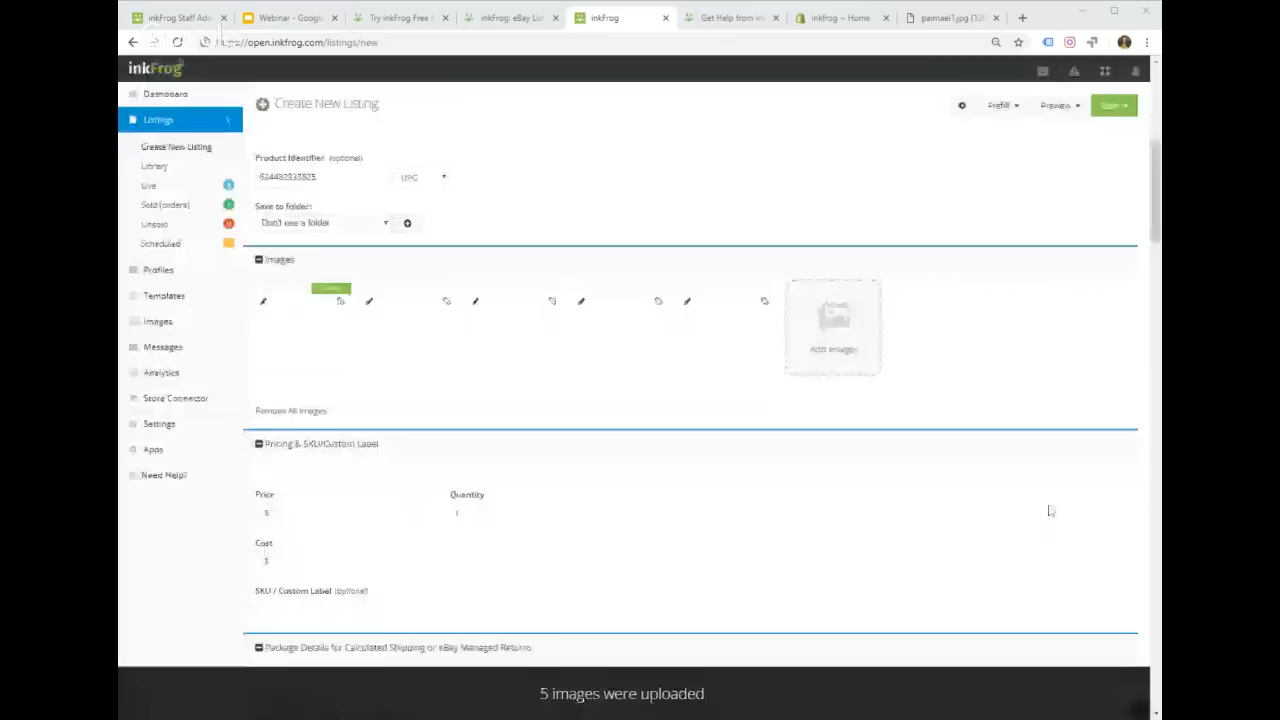 inkFrog Staff Adm
Webinar - Google
Try inkFrog Free
inkFrog: eBay List
inkFrog
Get Help from in
inkfrog ~ Home
https://open.inkfrog.com/listings/new
inkFrog
Dashboard
Listings
Create New Listing
Library
Live
Sold (orders)
Unsold
Scheduled
Profiles
Templates
Images
Messages
Analytics
Store Connector
Settings
Apps
Need Help?
Create New Listing
Prefill
Preview
Product Identifier (optional)
UPC
Save to folder:
Don't use a folder
Images
Add Images
Remove All Images
Pricing & SKU/Custom Label
Price
Quantity
1
Cost
SKU / Custom Label (optional)
Package Details for Calculated Shipping or eBay Managed Returns
5 images were uploaded